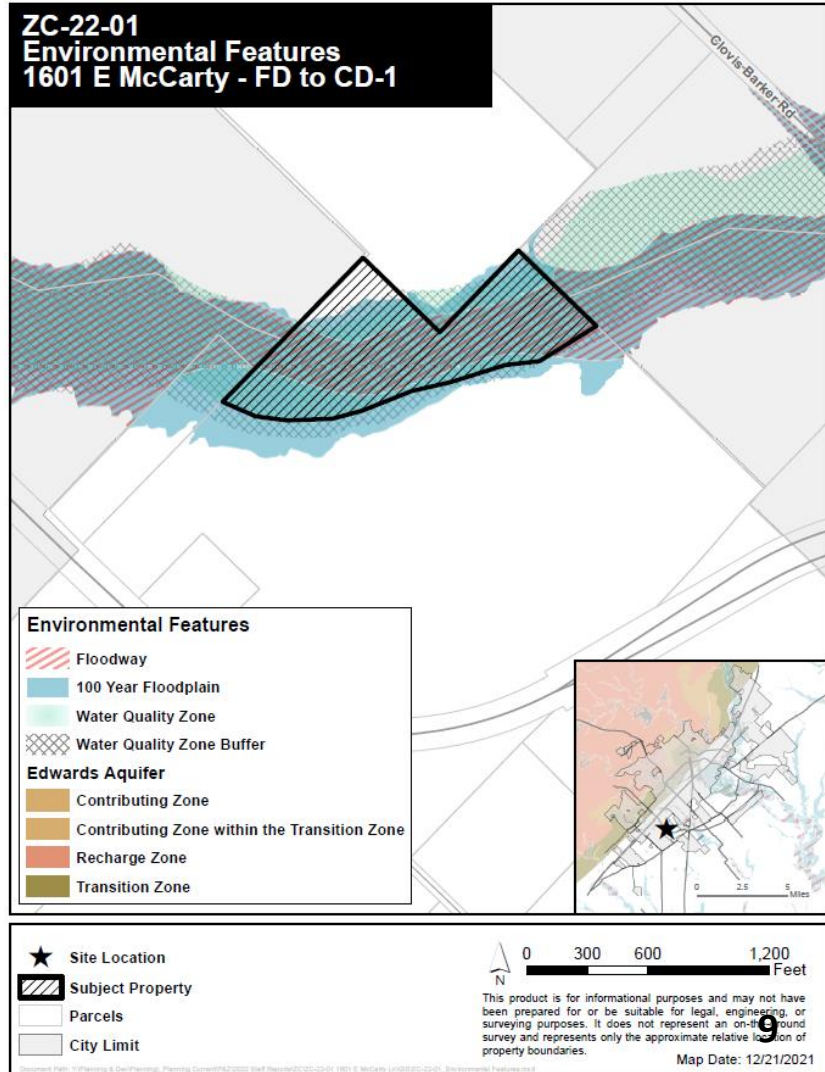 ZC-22-01
Environmental Features
1601 E McCarty - FD to CD-1
Clovis Barker Rd
Environmental Features
Floodway
100 Year Floodplain
Water Quality Zone
Water Quality Zone Buffer
Edwards Aquifer
Contributing Zone
Contributing Zone within the Transition Zone
Recharge Zone
Transition Zone
0 2.5 5
Miles
Site Location
Subject Property
Parcels
City Limit
N
0 300 600 1,200
Feet
This product is for informational purposes and may not have
been prepared for or be suitable for legal, engineering, or
surveying purposes. It does not represent an on-the-ground
survey and represents only the approximate relative location of
property boundaries.
9
Map Date: 12/21/2021